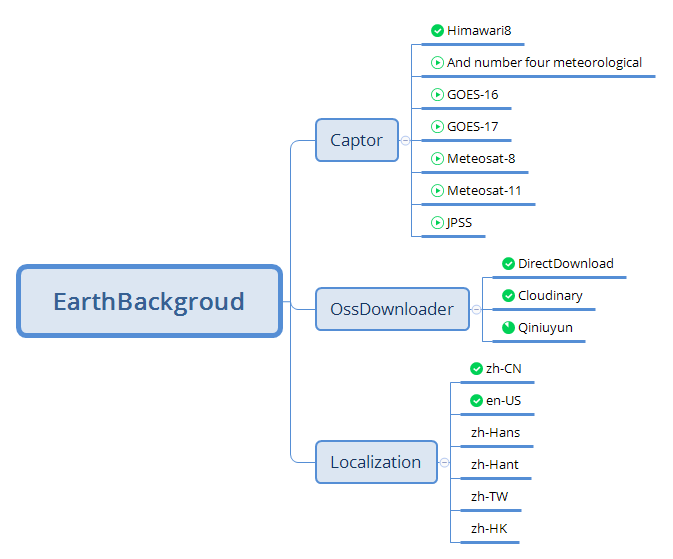 EarthBackgroud
Captor
Himawari8
And number four meteorological
GOES-16
GOES-17
Meteosat-8
Meteosat-11
JPSS
OssDownloader
DirectDownload
Cloudinary
Qiniuyun
Localization
zh-CN
en-US
zh-Hans
zh-Hant
zh-TW
zh-HK